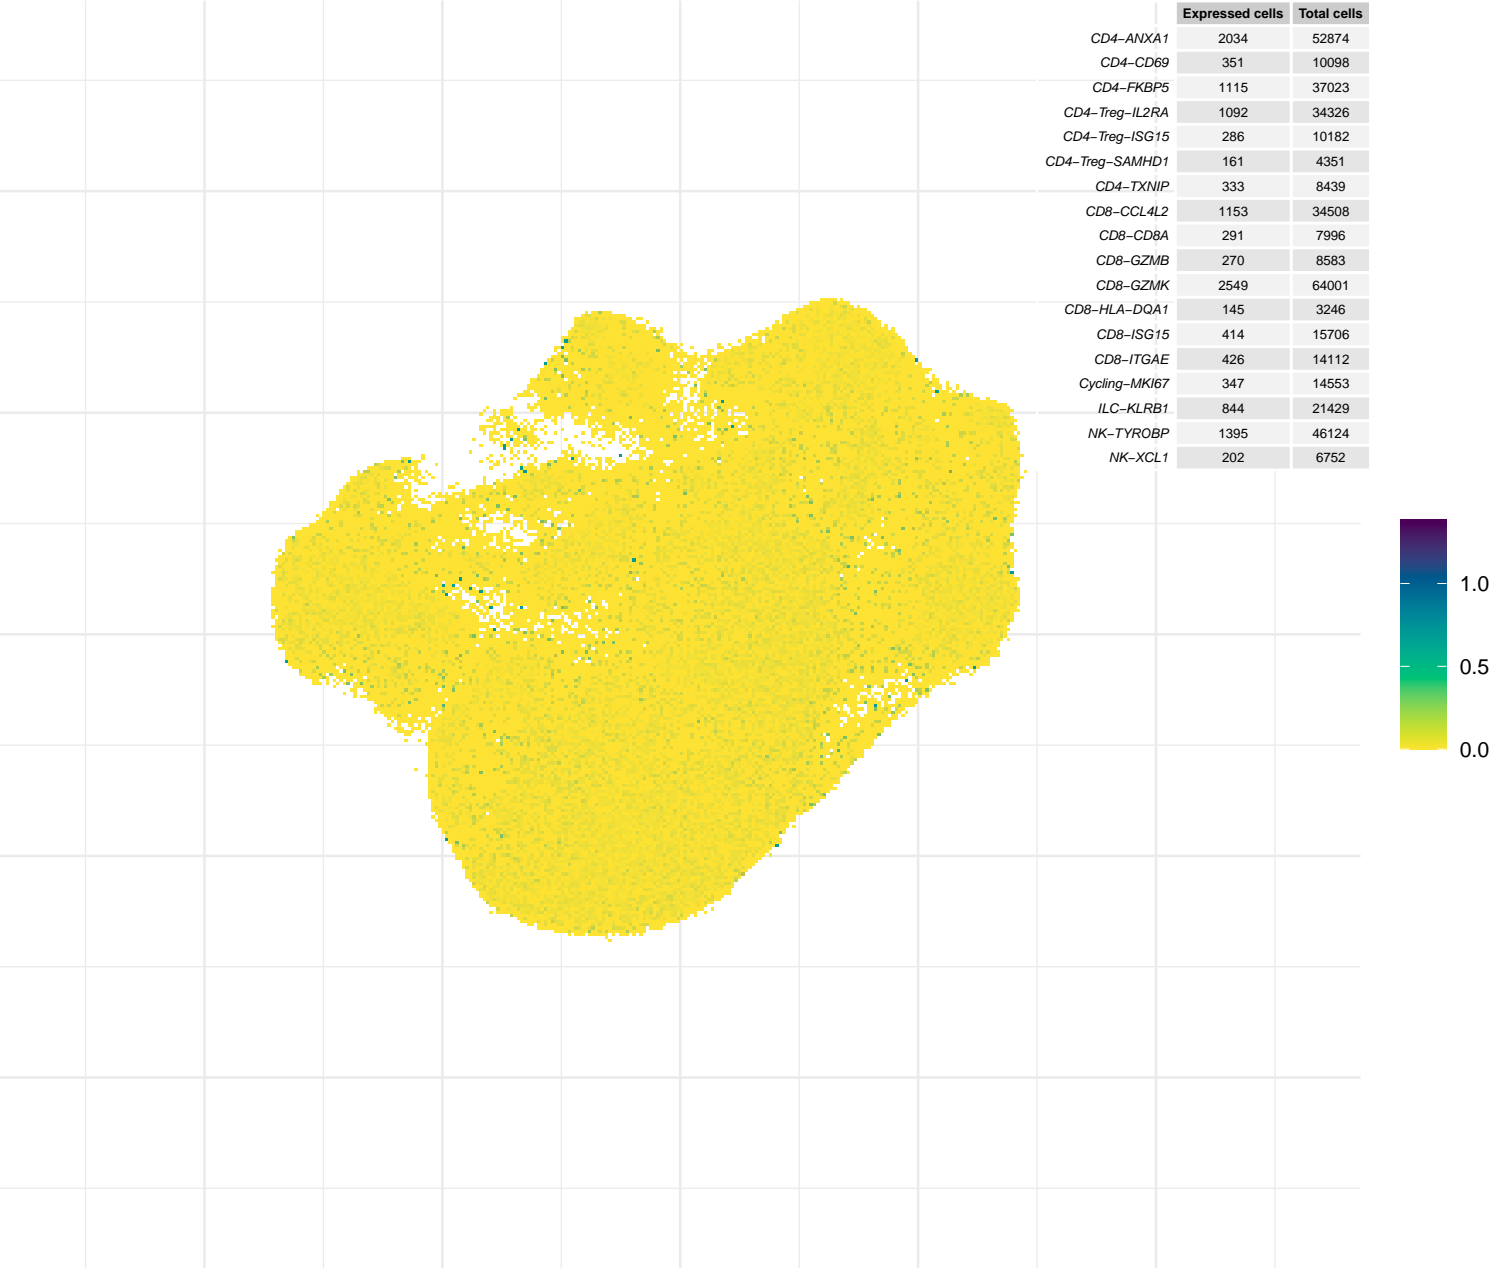 Expressed cells Total cells
CD4−ANXA1 2034 52874
CD4−CD69 351 10098
CD4−FKBP5 1115 37023
CD4−Treg−IL2RA 1092 34326
CD4−Treg−ISG15 286 10182
CD4−Treg−SAMHD1 161 4351
CD4−TXNIP 333 8439
CD8−CCL4L2 1153 34508
CD8−CD8A 291 7996
CD8−GZMB 270 8583
CD8−GZMK 2549 64001
CD8−HLA−DQA1 145 3246
CD8−ISG15 414 15706
CD8−ITGAE 426 14112
Cycling−MKI67 347 14553
ILC−KLRB1 844 21429
NK−TYROBP 1395 46124
NK−XCL1 202 6752
1.0
0.5
0.0